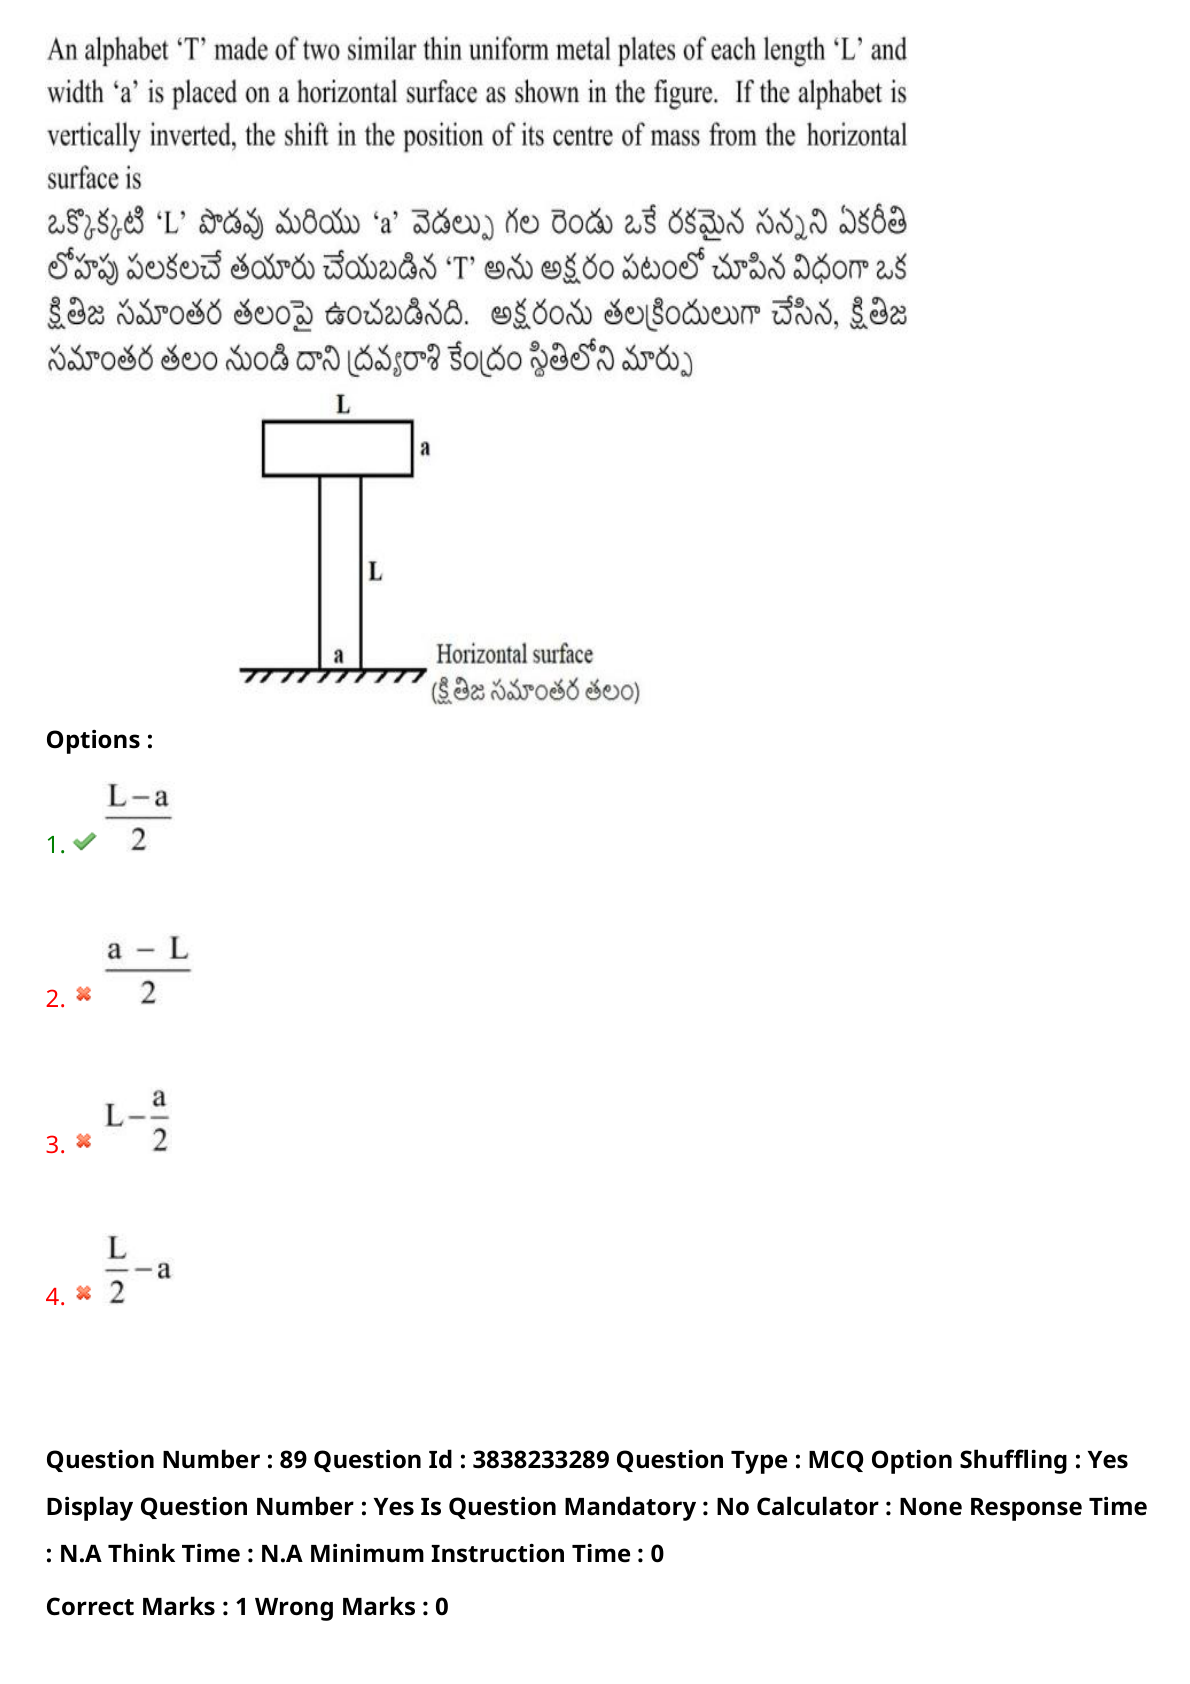 An alphabet ‘T’ made of two similar thin uniform metal plates of each length ‘L’ and
width ‘a’ is placed on a horizontal surface as shown in the figure. If the alphabet is
vertically inverted, the shift in the position of its centre of mass from the horizontal
surface is
ఒక్కొక్కటి ‘L’ పొడవు మరియు ‘a’ వెడల్పు గల రెండు ఒకే రకమైన సన్నని ఏకరీతి
లోహపు పలకలచే తయారు చేయబడిన ‘T’ అను అక్షరం పటంలో చూపిన విధంగా ఒక
క్షితిజ సమాంతర తలంపై ఉంచబడినది. అక్షరంను తలక్రిందులుగా చేసిన, క్షితిజ
సమాంతర తలం నుండి దాని ద్రవ్యరాశి కేంద్రం స్థితిలోని మార్పు
L
a
L
a
Horizontal surface
(క్షితిజ సమాంతర తలం)
Options :
1. L – a / 2
2. a – L / 2
3. L – a / 2
4. L / 2 – a
Question Number : 89 Question Id : 3838233289 Question Type : MCQ Option Shuffling : Yes
Display Question Number : Yes Is Question Mandatory : No Calculator : None Response Time
: N.A Think Time : N.A Minimum Instruction Time : 0
Correct Marks : 1 Wrong Marks : 0